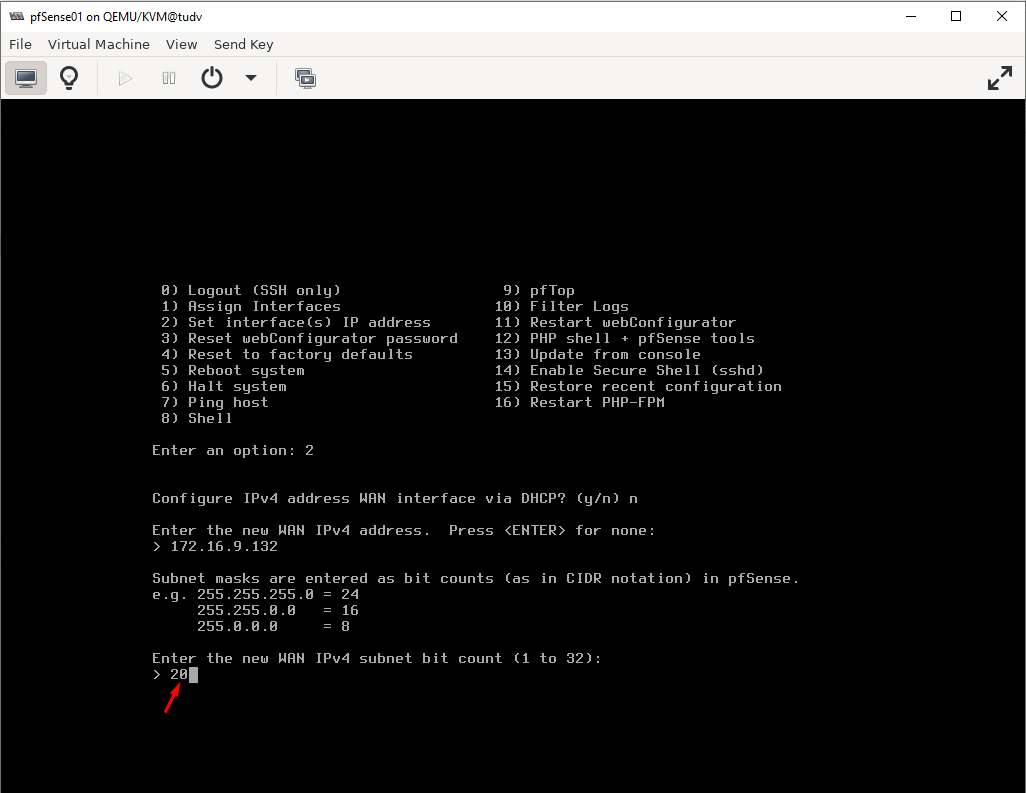 pfSense01 on QEMU/KVM@tudv
File Virtual Machine View Send Key
0) Logout (SSH only) 9) pfTop
1) Assign Interfaces 10) Filter Logs
2) Set interface(s) IP address 11) Restart webConfigurator
3) Reset webConfigurator password 12) PHP shell + pfSense tools
4) Reset to factory defaults 13) Update from console
5) Reboot system 14) Enable Secure Shell (sshd)
6) Halt system 15) Restore recent configuration
7) Ping host 16) Restart PHP-FPM
8) Shell
Enter an option: 2
Configure IPv4 address WAN interface via DHCP? (y/n) n
Enter the new WAN IPv4 address.  Press <ENTER> for none:
> 172.16.9.132
Subnet masks are entered as bit counts (as in CIDR notation) in pfSense.
e.g. 255.255.255.0 = 24
255.255.0.0   = 16
255.0.0.0     = 8
Enter the new WAN IPv4 subnet bit count (1 to 32):
> 20